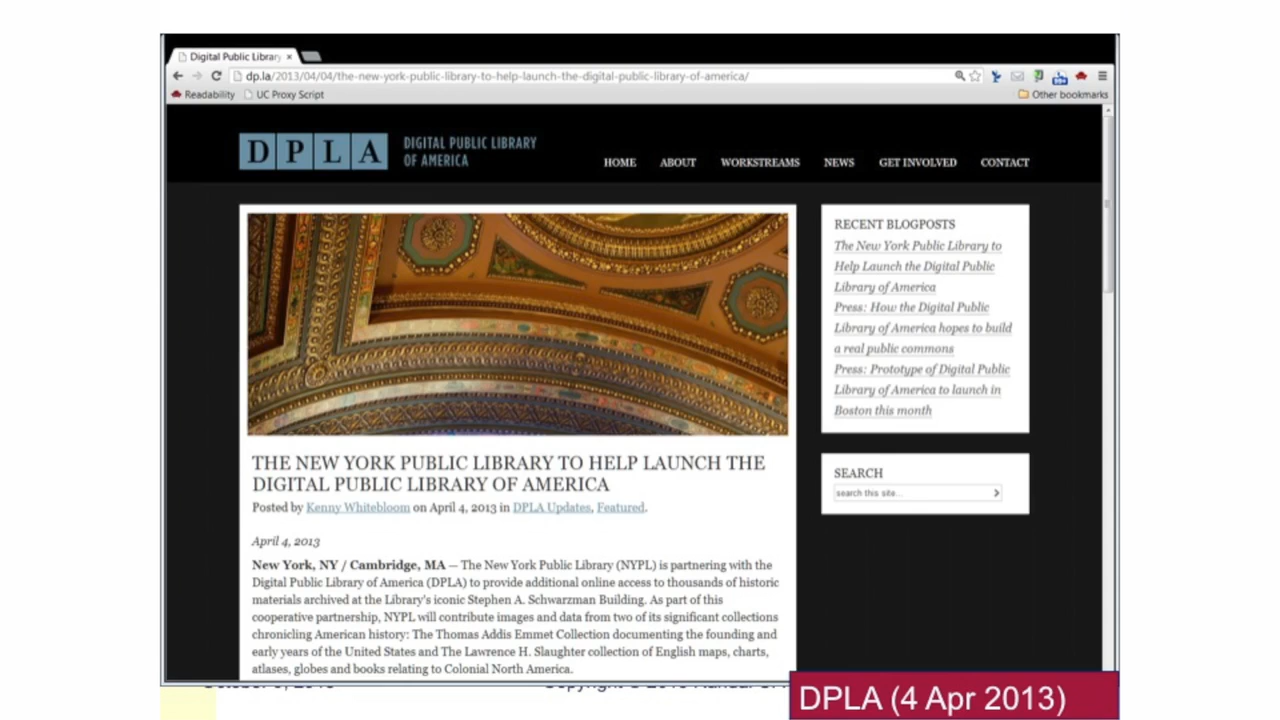 Digital Public Library
dp.la/2013/04/04/the-new-york-public-library-to-help-launch-the-digital-public-library-of-america/
Readability
UC Proxy Script
Other bookmarks
DPLA
DIGITAL PUBLIC LIBRARY
OF AMERICA
HOME ABOUT WORKSTREAMS NEWS GET INVOLVED CONTACT
THE NEW YORK PUBLIC LIBRARY TO HELP LAUNCH THE
DIGITAL PUBLIC LIBRARY OF AMERICA
Posted by Kenny Whitebloom on April 4, 2013 in DPLA Updates, Featured.
April 4, 2013
New York, NY / Cambridge, MA — The New York Public Library (NYPL) is partnering with the
Digital Public Library of America (DPLA) to provide additional online access to thousands of historic
materials archived at the Library's iconic Stephen A. Schwarzman Building. As part of this
cooperative partnership, NYPL will contribute images and data from two of its significant collections
chronicling American history: The Thomas Addis Emmet Collection documenting the founding and
early years of the United States and The Lawrence H. Slaughter collection of English maps, charts,
atlases, globes and books relating to Colonial North America.
RECENT BLOGPOSTS
The New York Public Library to
Help Launch the Digital Public
Library of America
Press: How the Digital Public
Library of America hopes to build
a real public commons
Press: Prototype of Digital Public
Library of America to launch in
Boston this month
SEARCH
search this site...
DPLA (4 Apr 2013)